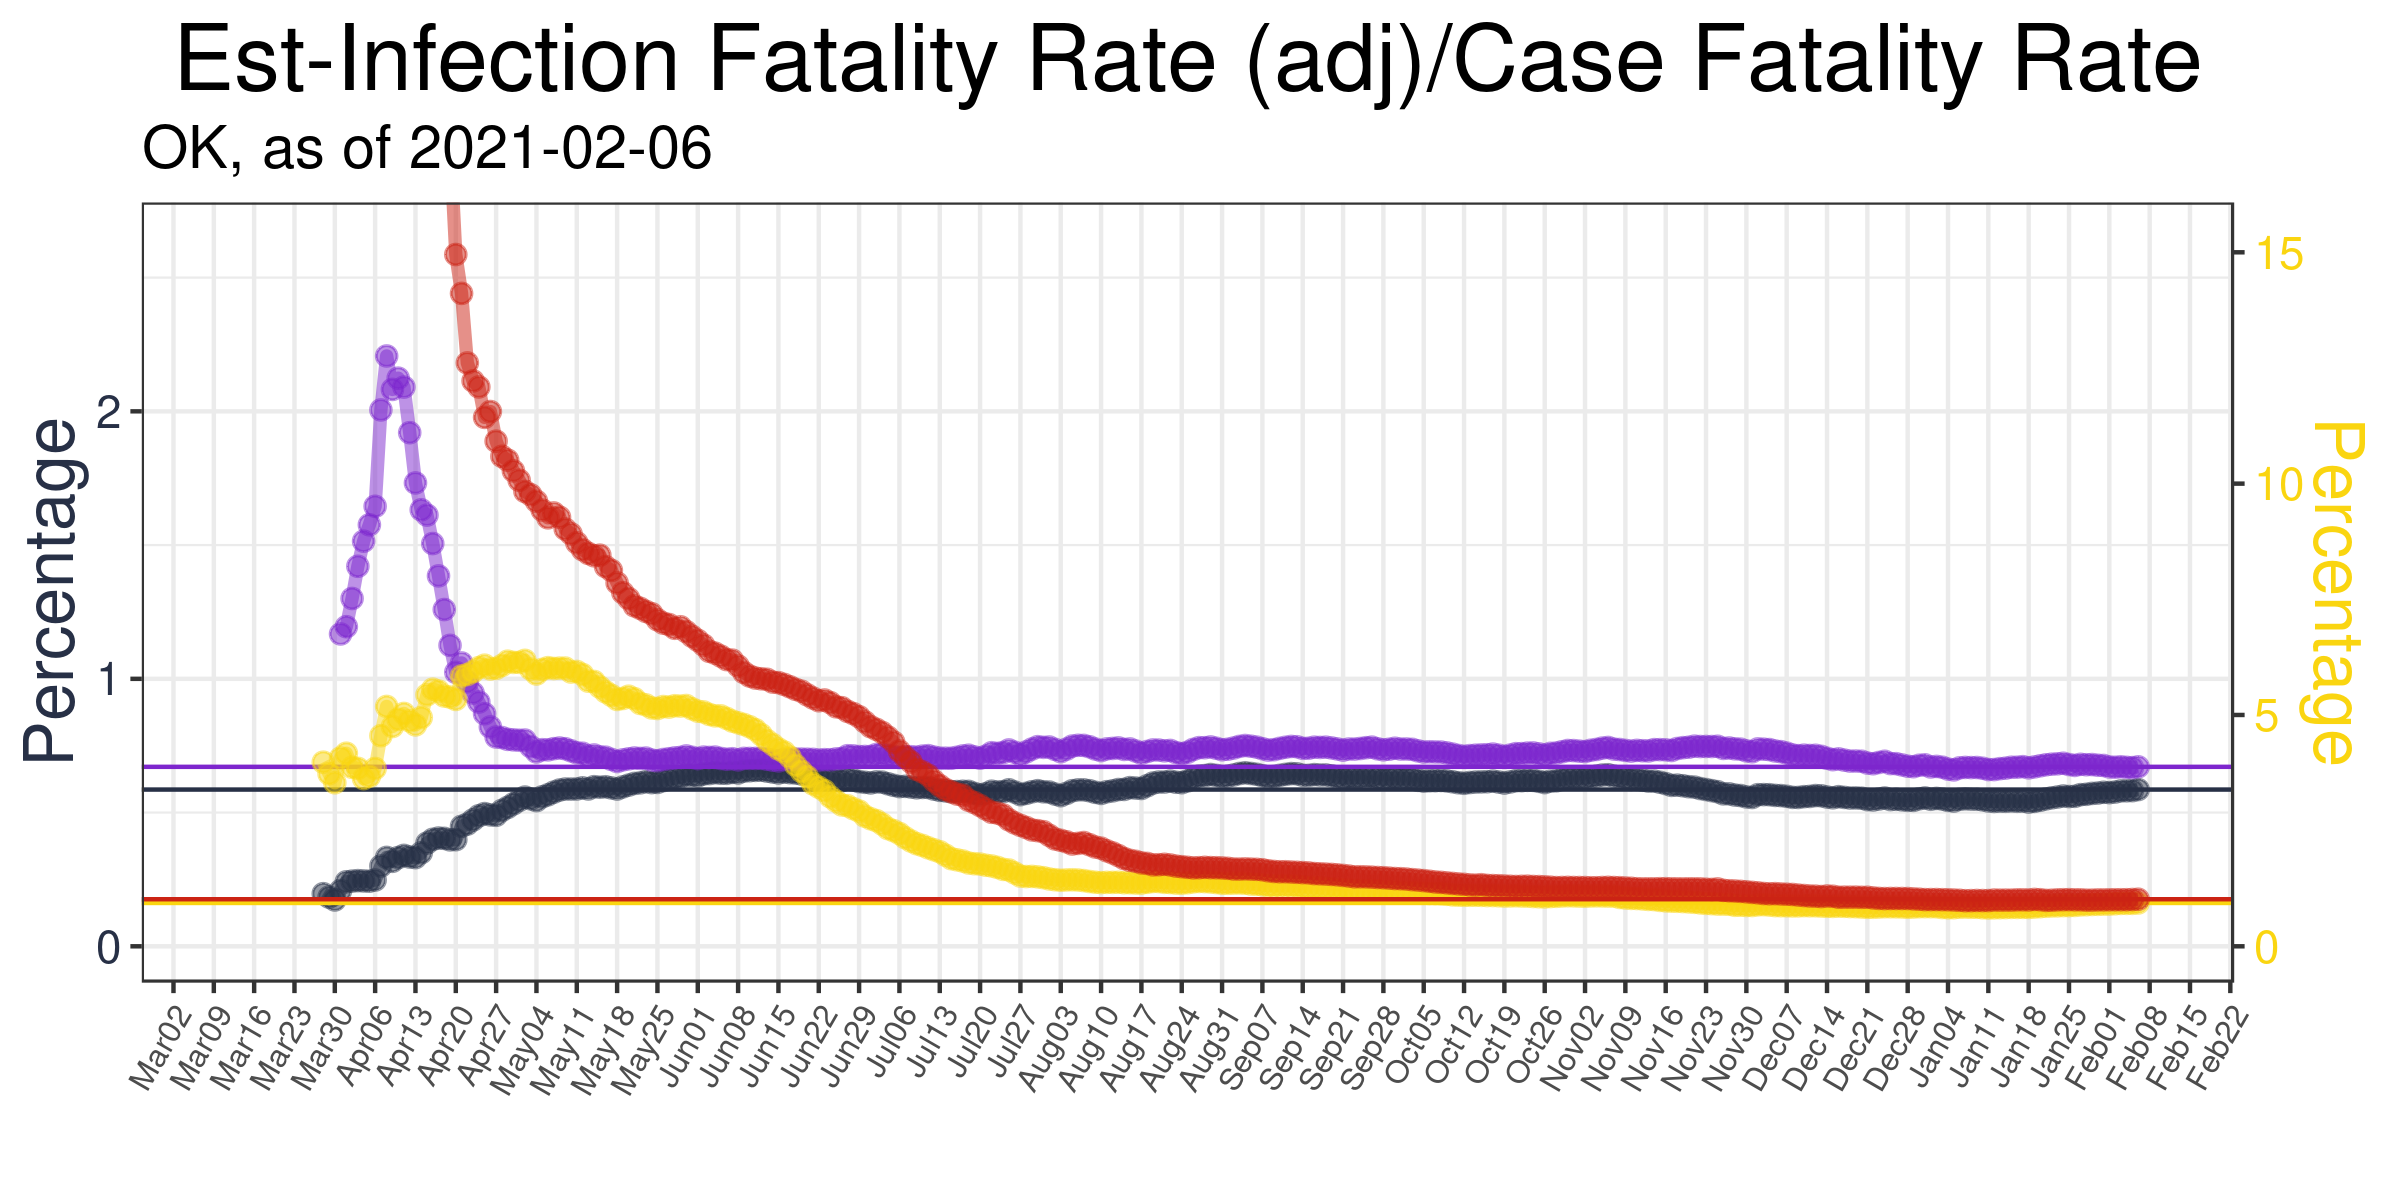 Est-Infection Fatality Rate (adj)/Case Fatality Rate
OK, as of 2021-02-06
Percentage
2
1
0
15
10
5
0
Percentage
Mar02
Mar09
Mar16
Mar23
Mar30
Apr06
Apr13
Apr20
Apr27
May04
May11
May18
May25
Jun01
Jun08
Jun15
Jun22
Jun29
Jul06
Jul13
Jul20
Jul27
Aug03
Aug10
Aug17
Aug24
Aug31
Sep07
Sep14
Sep21
Sep28
Oct05
Oct12
Oct19
Oct26
Nov02
Nov09
Nov16
Nov23
Nov30
Dec07
Dec14
Dec21
Dec28
Jan04
Jan11
Jan18
Jan25
Feb01
Feb08
Feb15
Feb22